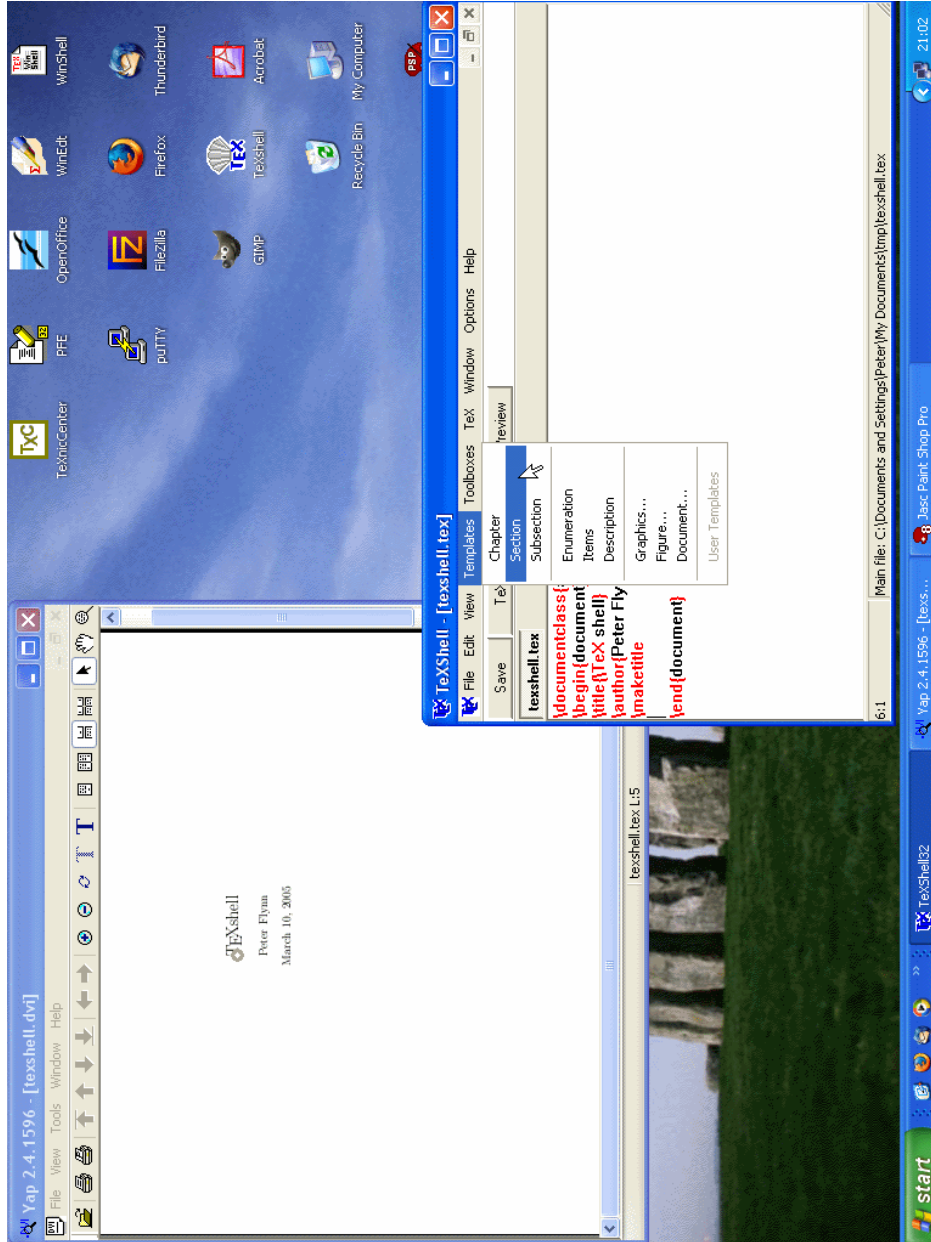 Yap 2.4.1596 - [texshell.dvi]
File View Tools Window Help
TEXshell
Peter Flynn
March 10, 2005
texshell.tex L:5
TeXnicCenter
PFE
OpenOffice
WinEdt
WinShell
puTTY
FileZilla
Firefox
Thunderbird
GIMP
TeXshell
Acrobat
Recycle Bin
My Computer
TeXShell - [texshell.tex]
File Edit View Templates Toolboxes TeX Window Options Help
Save
Preview
texshell.tex
Chapter
Section
Subsection
Enumeration
Items
Description
Graphics...
Figure...
Document...
User Templates
\documentclass{
\begin{document
\title{\TeX shell}
\author{Peter Fly
\maketitle
\end{document}
6:1 Main file: C:\Documents and Settings\Peter\My Documents\tmp\texshell.tex
start
TeXShell32
Yap 2.4.1596 - [texs...
Jasc Paint Shop Pro
21:02